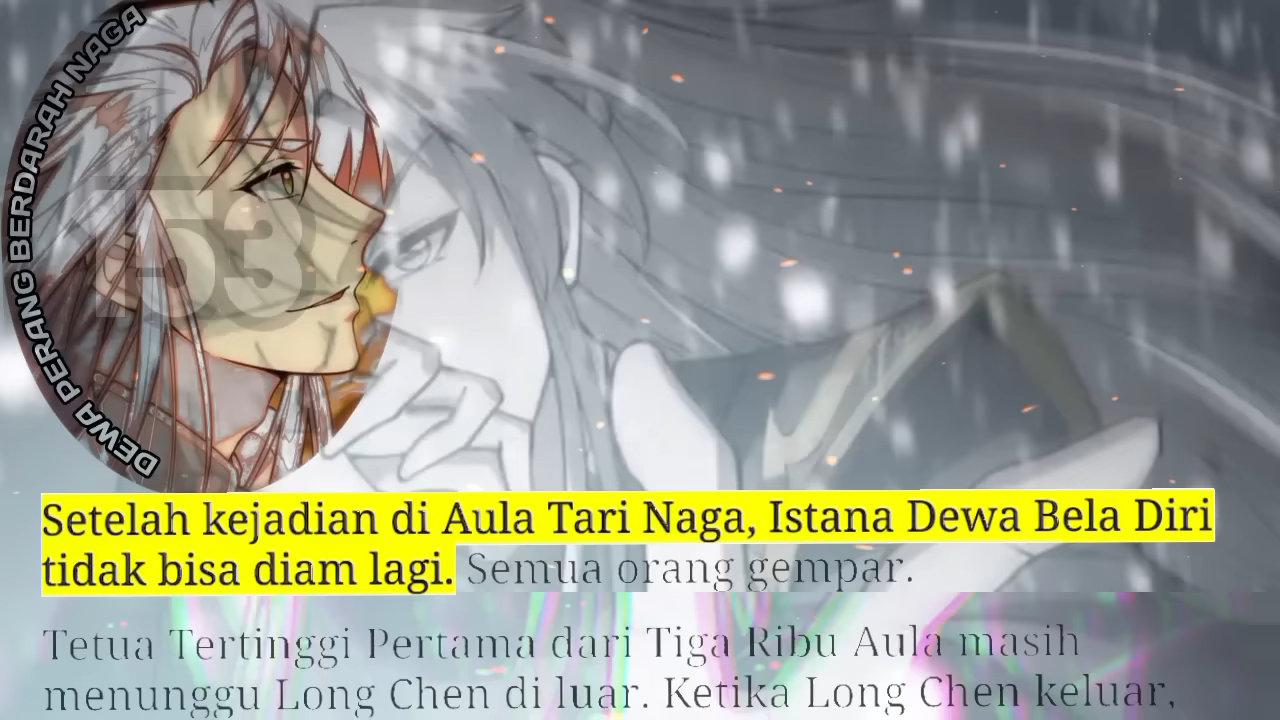 DEWA PERANG BERDARAH NAGA
153
Setelah kejadian di Aula Tari Naga, Istana Dewa Bela Diri
tidak bisa diam lagi. Semua orang gempar.
Tetua Tertinggi Pertama dari Tiga Ribu Aula masih
menunggu Long Chen di luar. Ketika Long Chen keluar,